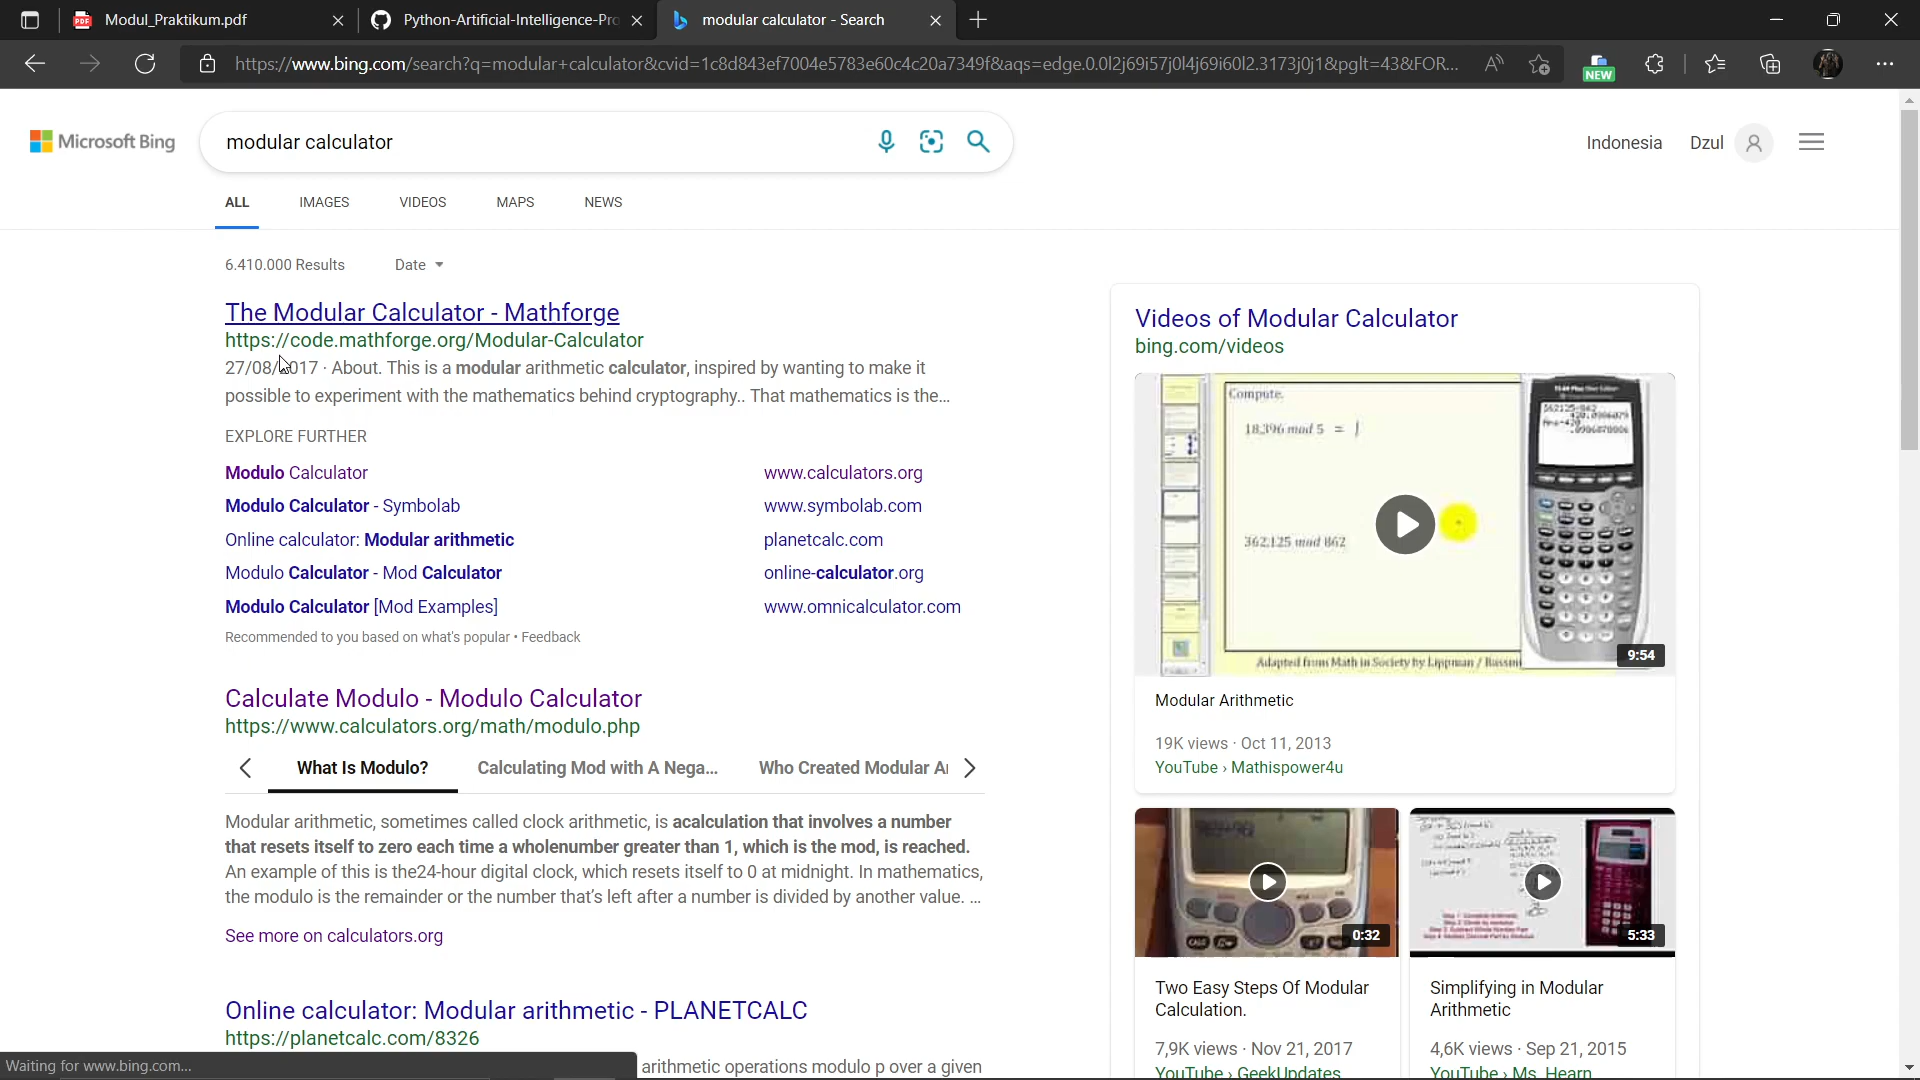 Modul_Praktikum.pdf
Python-Artificial-Intelligence-Pro
modular calculator - Search
https://www.bing.com/search?q=modular+calculator&cvid=1c8d843ef7004e5783e60c4c20a7349f&aqs=edge.0.0l2j69i57j0l4j69i60l2.3173j0j1&pglt=43&FOR...
NEW
Microsoft Bing
modular calculator
Indonesia
Dzul
ALL
IMAGES
VIDEOS
MAPS
NEWS
6.410.000 Results
Date
The Modular Calculator - Mathforge
https://code.mathforge.org/Modular-Calculator
27/08/2017 · About. This is a modular arithmetic calculator, inspired by wanting to make it
possible to experiment with the mathematics behind cryptography.. That mathematics is the...
EXPLORE FURTHER
Modulo Calculator
www.calculators.org
Modulo Calculator - Symbolab
www.symbolab.com
Online calculator: Modular arithmetic
planetcalc.com
Modulo Calculator - Mod Calculator
online-calculator.org
Modulo Calculator [Mod Examples]
www.omnicalculator.com
Recommended to you based on what's popular • Feedback
Calculate Modulo - Modulo Calculator
https://www.calculators.org/math/modulo.php
What Is Modulo?
Calculating Mod with A Nega...
Who Created Modular Ar
Modular arithmetic, sometimes called clock arithmetic, is acalculation that involves a number
that resets itself to zero each time a wholenumber greater than 1, which is the mod, is reached.
An example of this is the24-hour digital clock, which resets itself to 0 at midnight. In mathematics,
the modulo is the remainder or the number that's left after a number is divided by another value. ...
See more on calculators.org
Online calculator: Modular arithmetic - PLANETCALC
https://planetcalc.com/8326
arithmetic operations modulo p over a given
Waiting for www.bing.com...
Videos of Modular Calculator
bing.com/videos
Compute.
18,396 mod 5 =
362,125 mod 862
Adapted from Math in Society by Lippman /
9:54
Modular Arithmetic
19K views · Oct 11, 2013
YouTube › Mathispower4u
0:32
Two Easy Steps Of Modular
Calculation.
7,9K views · Nov 21, 2017
YouTube › GeekUpdates
5:33
Simplifying in Modular
Arithmetic
4,6K views · Sep 21, 2015
YouTube › Ms. Hearn